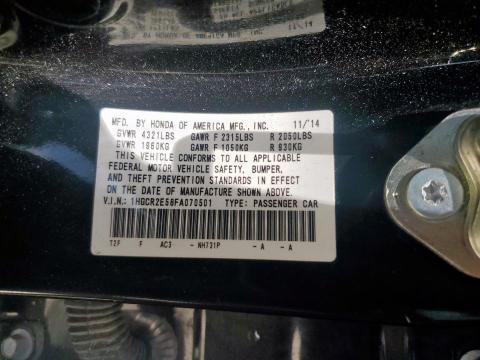 MFD. BY HONDA OF AMERICA MFG., INC. 11/'14
GVWR 4321LBS GAWR F 2315LBS R 2050LBS
GVWR 1960KG GAWR F 1050KG R 930KG
THIS VEHICLE CONFORMS TO ALL APPLICABLE
FEDERAL MOTOR VEHICLE SAFETY, BUMPER,
AND THEFT PREVENTION STANDARDS IN EFFECT
ON THE DATE OF MANUFACTURE SHOWN ABOVE.
V.I.N.: 1HGCR2E56FA070501 TYPE: PASSENGER CAR
T2F F AC3 - NH731P - A - A